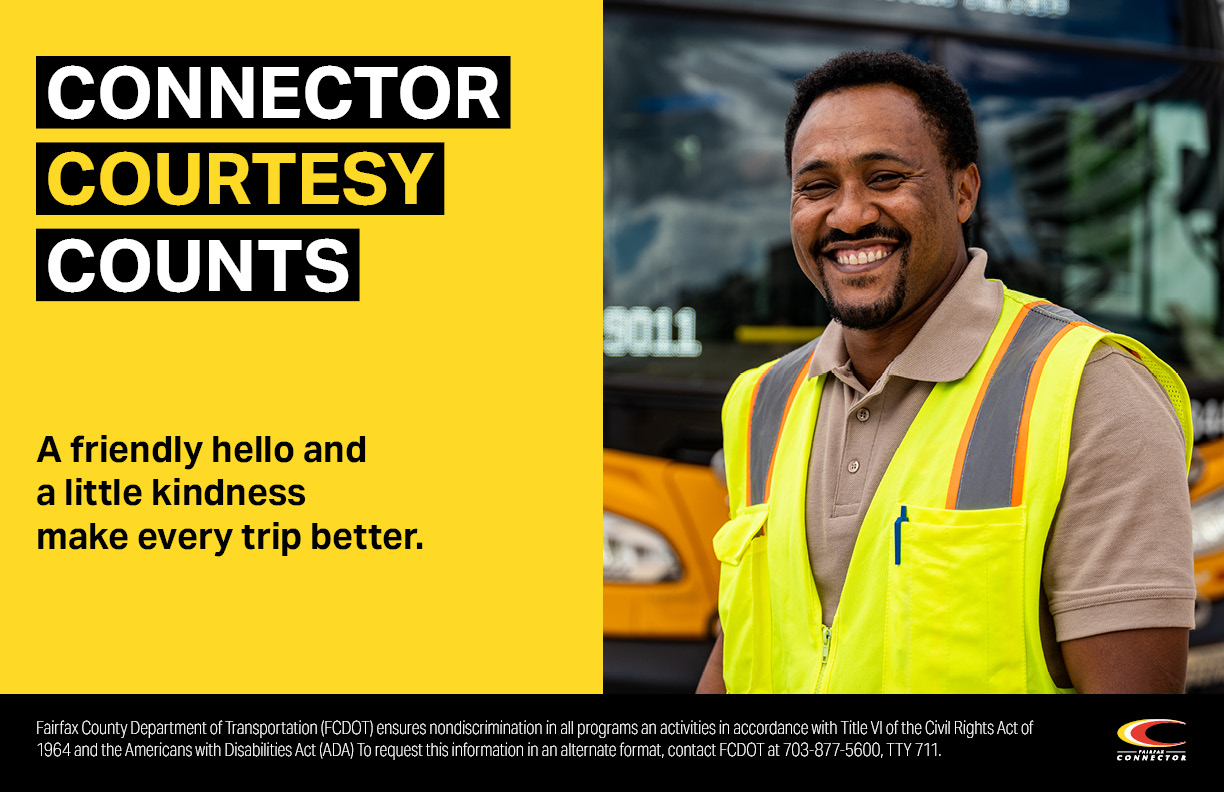 CONNECTOR
COURTESY
COUNTS
A friendly hello and
a little kindness
make every trip better.
9011
Fairfax County Department of Transportation (FCDOT) ensures nondiscrimination in all programs an activities in accordance with Title VI of the Civil Rights Act of
1964 and the Americans with Disabilities Act (ADA) To request this information in an alternate format, contact FCDOT at 703-877-5600, TTY 711.
FAIRFAX
CONNECTOR